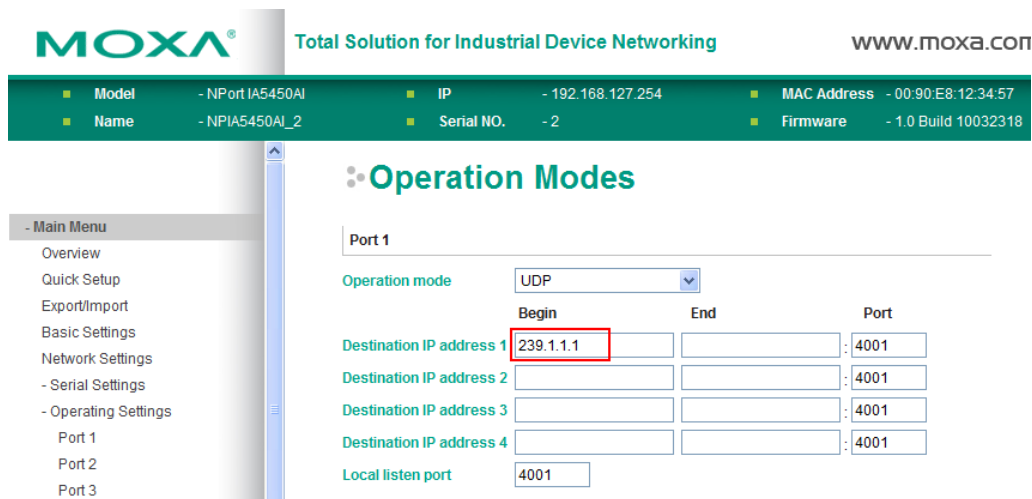 MOXA® Total Solution for Industrial Device Networking www.moxa.com
Model - NPort IA5450AI IP - 192.168.127.254 MAC Address - 00:90:E8:12:34:57
Name - NPIA5450AI_2 Serial NO. - 2 Firmware - 1.0 Build 10032318
Operation Modes
- Main Menu
Overview
Quick Setup
Export/Import
Basic Settings
Network Settings
- Serial Settings
- Operating Settings
Port 1
Port 2
Port 3
Port 1
Operation mode UDP
Begin End Port
Destination IP address 1 239.1.1.1 : 4001
Destination IP address 2 : 4001
Destination IP address 3 : 4001
Destination IP address 4 : 4001
Local listen port 4001